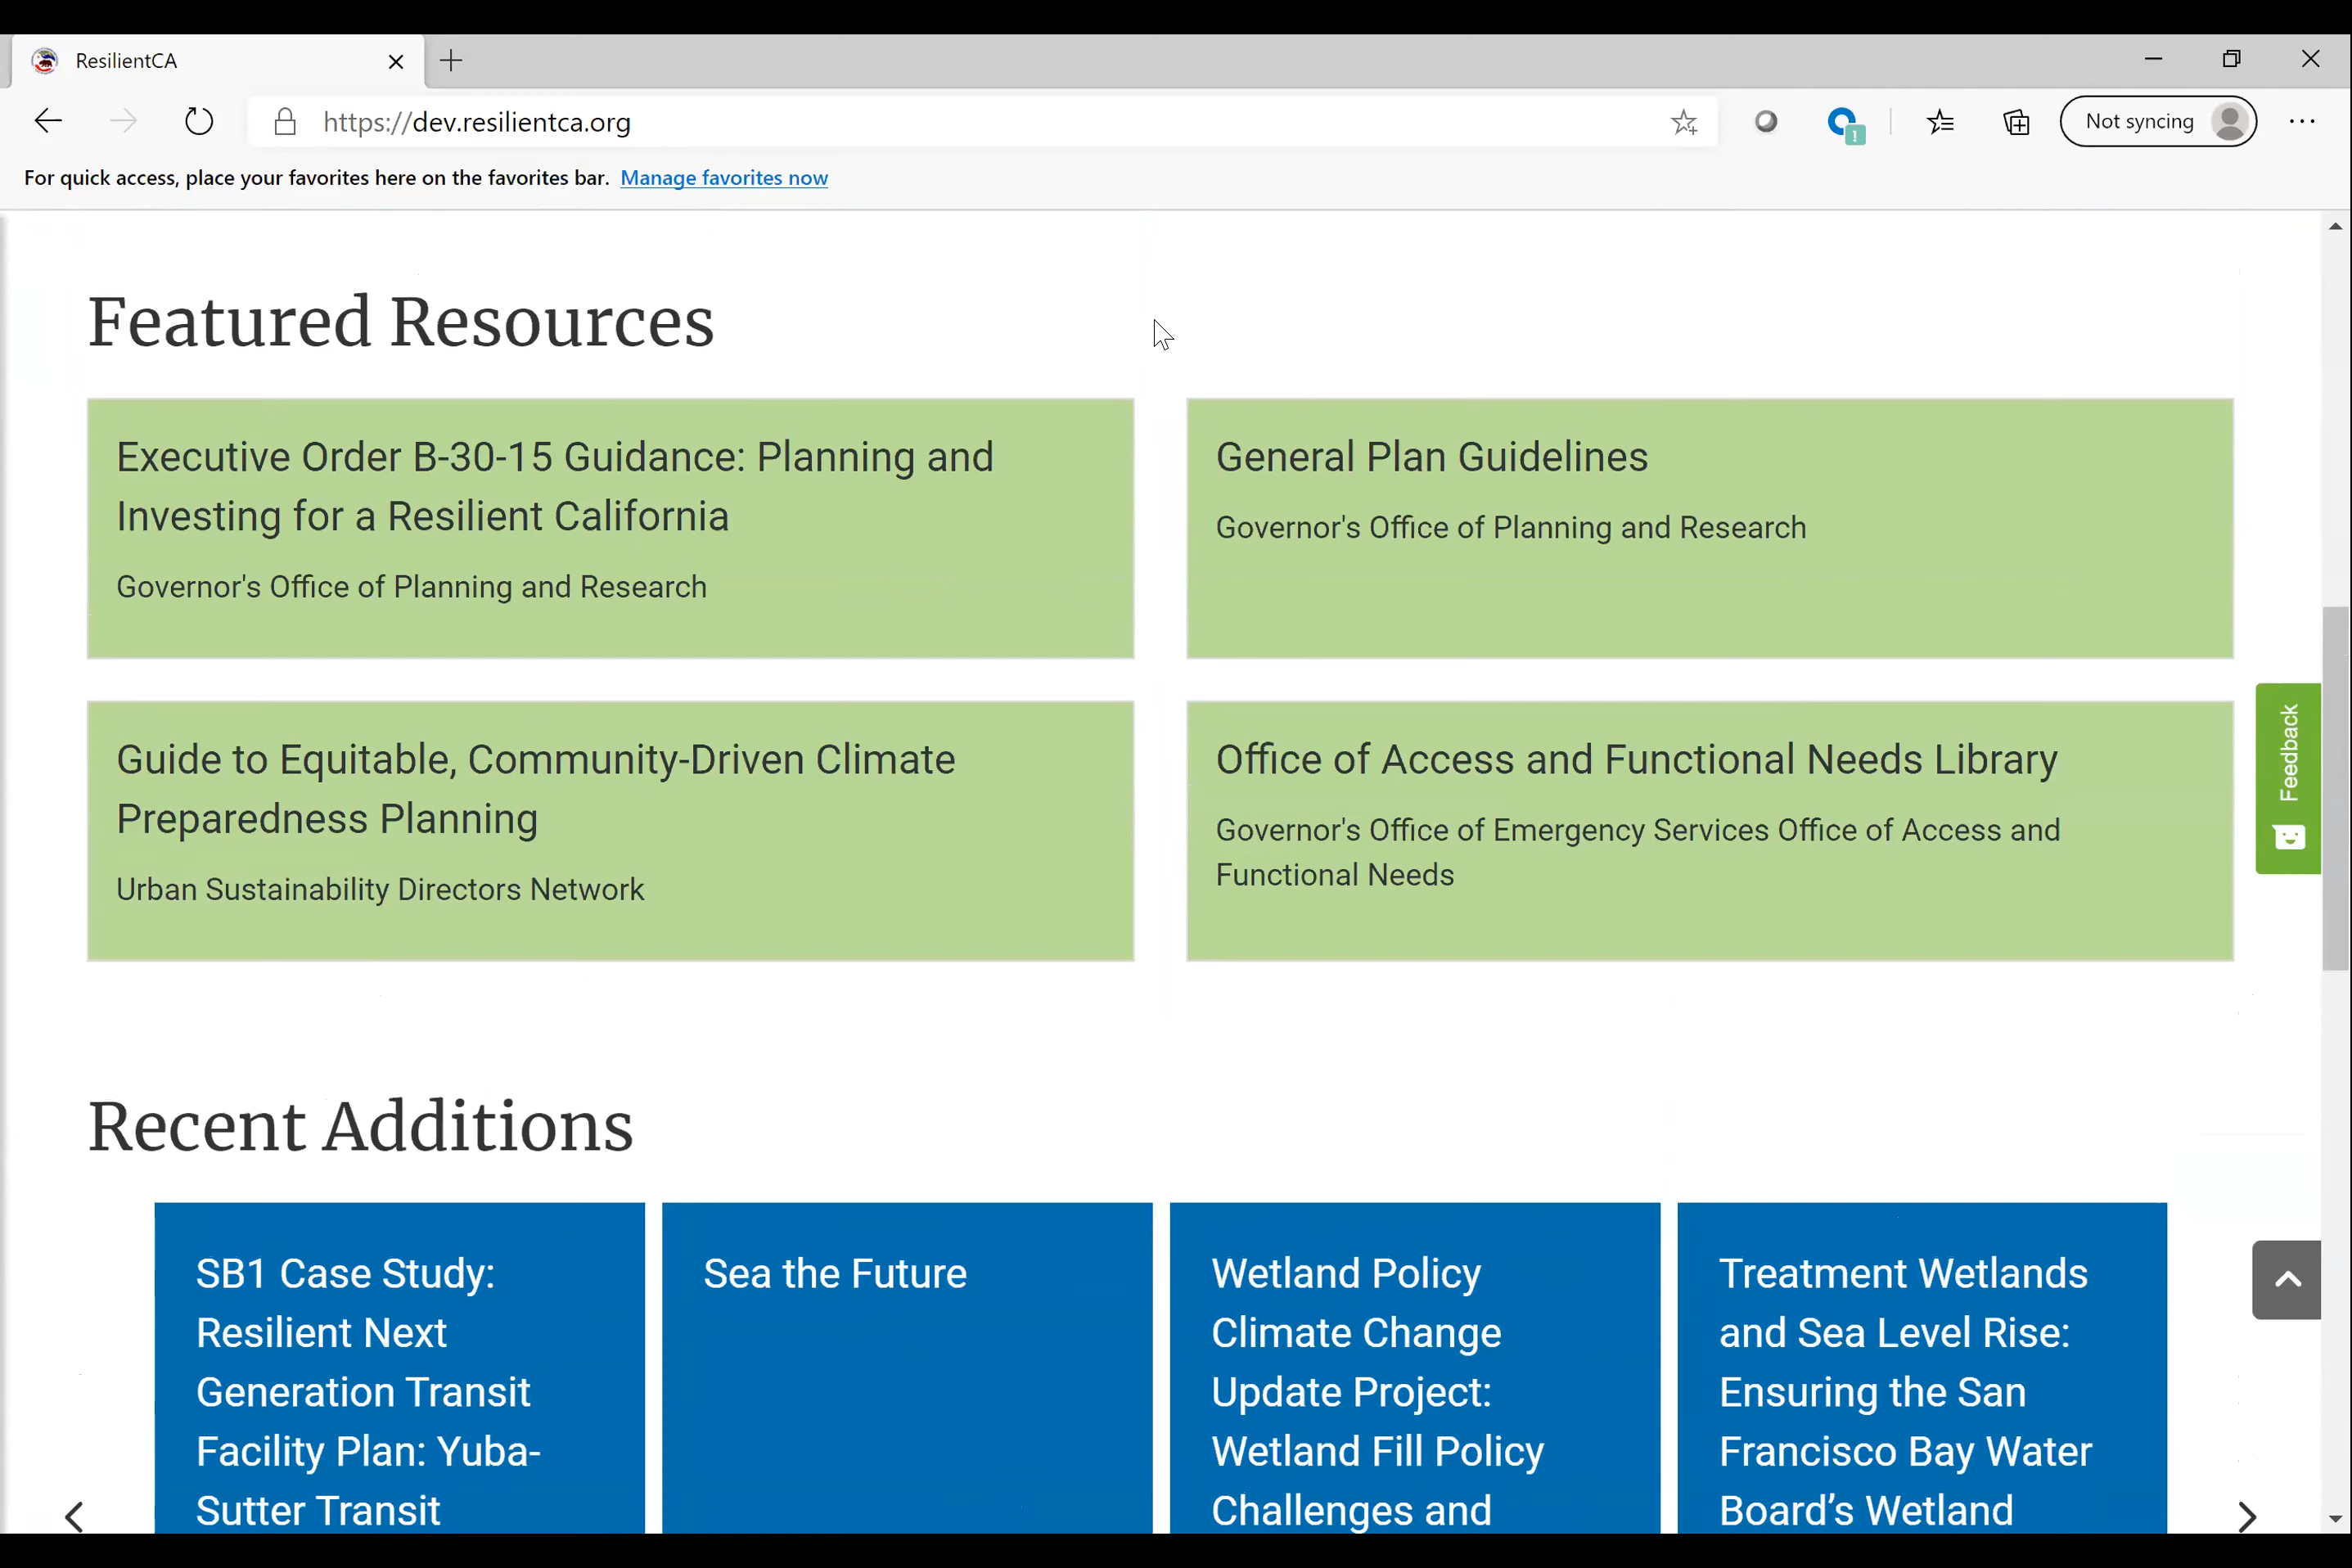 ResilientCA
https://dev.resilientca.org
Not syncing
For quick access, place your favorites here on the favorites bar. Manage favorites now
Featured Resources
Executive Order B-30-15 Guidance: Planning and
Investing for a Resilient California
Governor's Office of Planning and Research
General Plan Guidelines
Governor's Office of Planning and Research
Guide to Equitable, Community-Driven Climate
Preparedness Planning
Urban Sustainability Directors Network
Office of Access and Functional Needs Library
Governor's Office of Emergency Services Office of Access and
Functional Needs
Feedback
Recent Additions
SB1 Case Study:
Resilient Next
Generation Transit
Facility Plan: Yuba-
Sutter Transit
Sea the Future
Wetland Policy
Climate Change
Update Project:
Wetland Fill Policy
Challenges and
Treatment Wetlands
and Sea Level Rise:
Ensuring the San
Francisco Bay Water
Board’s Wetland